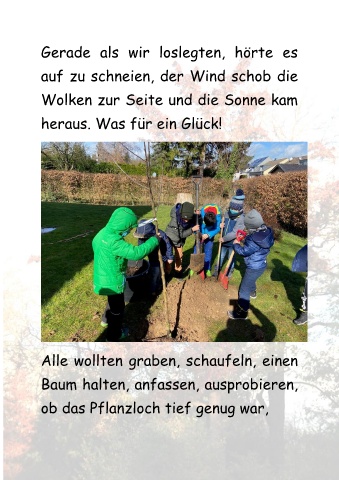 Gerade als wir loslegten, hörte es
auf zu schneien, der Wind schob die
Wolken zur Seite und die Sonne kam
heraus. Was für ein Glück!
Alle wollten graben, schaufeln, einen
Baum halten, anfassen, ausprobieren,
ob das Pflanzloch tief genug war,